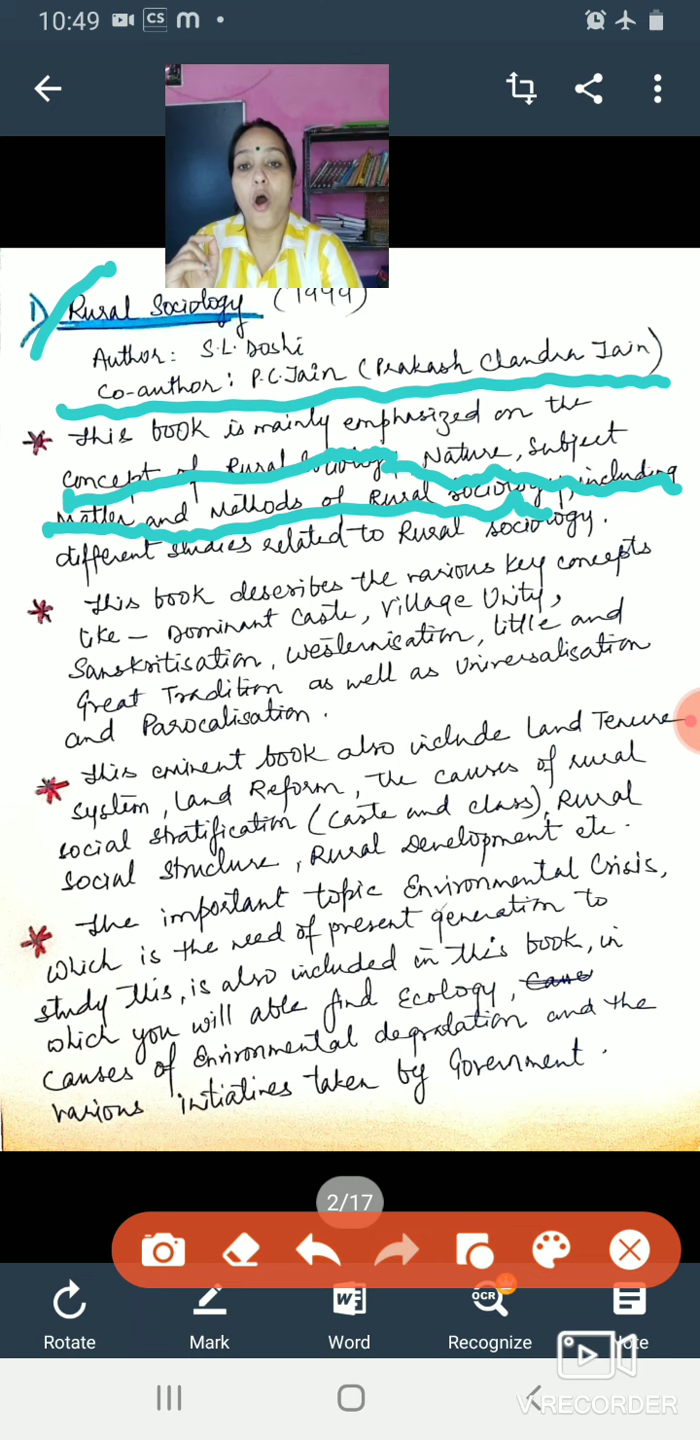 10:49 CS m
1) Rural Sociology (1999)
Author: S.L. Doshi
Co-author: P.C. Jain (Prakash Chandra Jain)
* This book is mainly emphasized on the
concept of Rural Sociology, Nature, Subject
Matter and Methods of Rural Sociology, including
different studies related to Rural Sociology.
* This book describes the various key concepts
like – Dominant Caste, Village Unity,
Sanskritisation, Westernisation, little and
Great Tradition as well as Universalisation
and Parocalisation.
* This eminent book also include Land Tenure
System, Land Reform, The causes of rural
social stratification (Caste and class), Rural
Social Structure, Rural Development etc.
* The important topic Environmental Crisis,
Which is the need of present generation to
study this, is also included in this book, in
which you will able find Ecology,
Causes of Environmental degradation and the
various initiatives taken by Government.
2/17
Rotate Mark Word Recognize
W OCR
V RECORDER